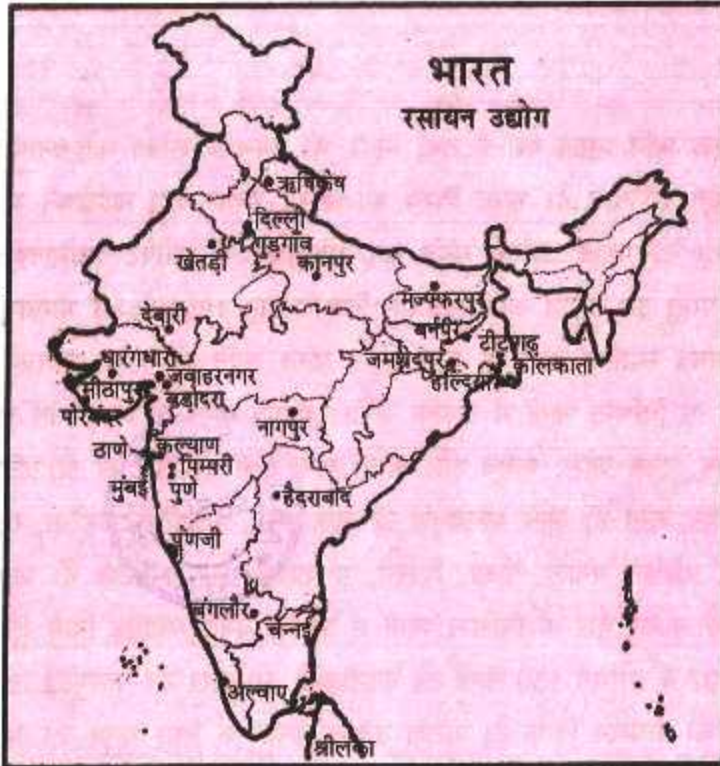 भारत
रसायन उद्योग
ऋषिकेष
दिल्ली
गुड़गाँव
खेतड़ी
कानपुर
मुज्फ्फरपुर
देबारी
बर्नपुर
टीटागढ़
धारंगधारा
जमशेदपुर
कोलकाता
जवाहरनगर
हल्दिया
मीठापुर
बड़ोदरा
पोरबंदर
नागपुर
ठाणे
कल्याण
पिम्परी
मुंबई
पुणे
हैदराबाद
पणजी
बंगलौर
चेन्नई
अल्वाए
श्रीलंका